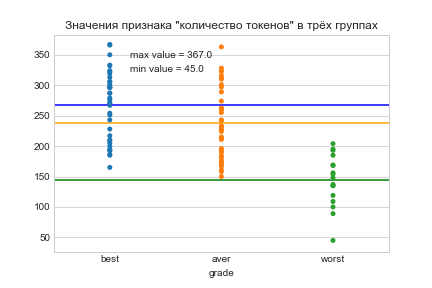 Значения признака "количество токенов" в трёх группах
max value = 367.0
min value = 45.0
350
300
250
200
150
100
50
best
aver
worst
grade